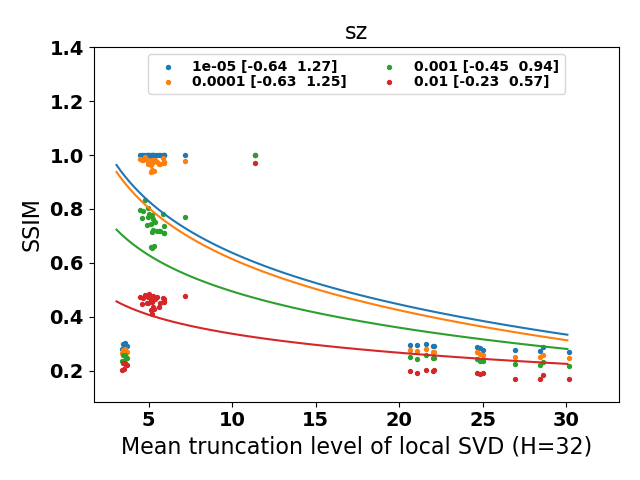 sz
1e-05 [-0.64  1.27]
0.0001 [-0.63  1.25]
0.001 [-0.45  0.94]
0.01 [-0.23  0.57]
1.4
1.2
1.0
0.8
0.6
0.4
0.2
SSIM
5
10
15
20
25
30
Mean truncation level of local SVD (H=32)